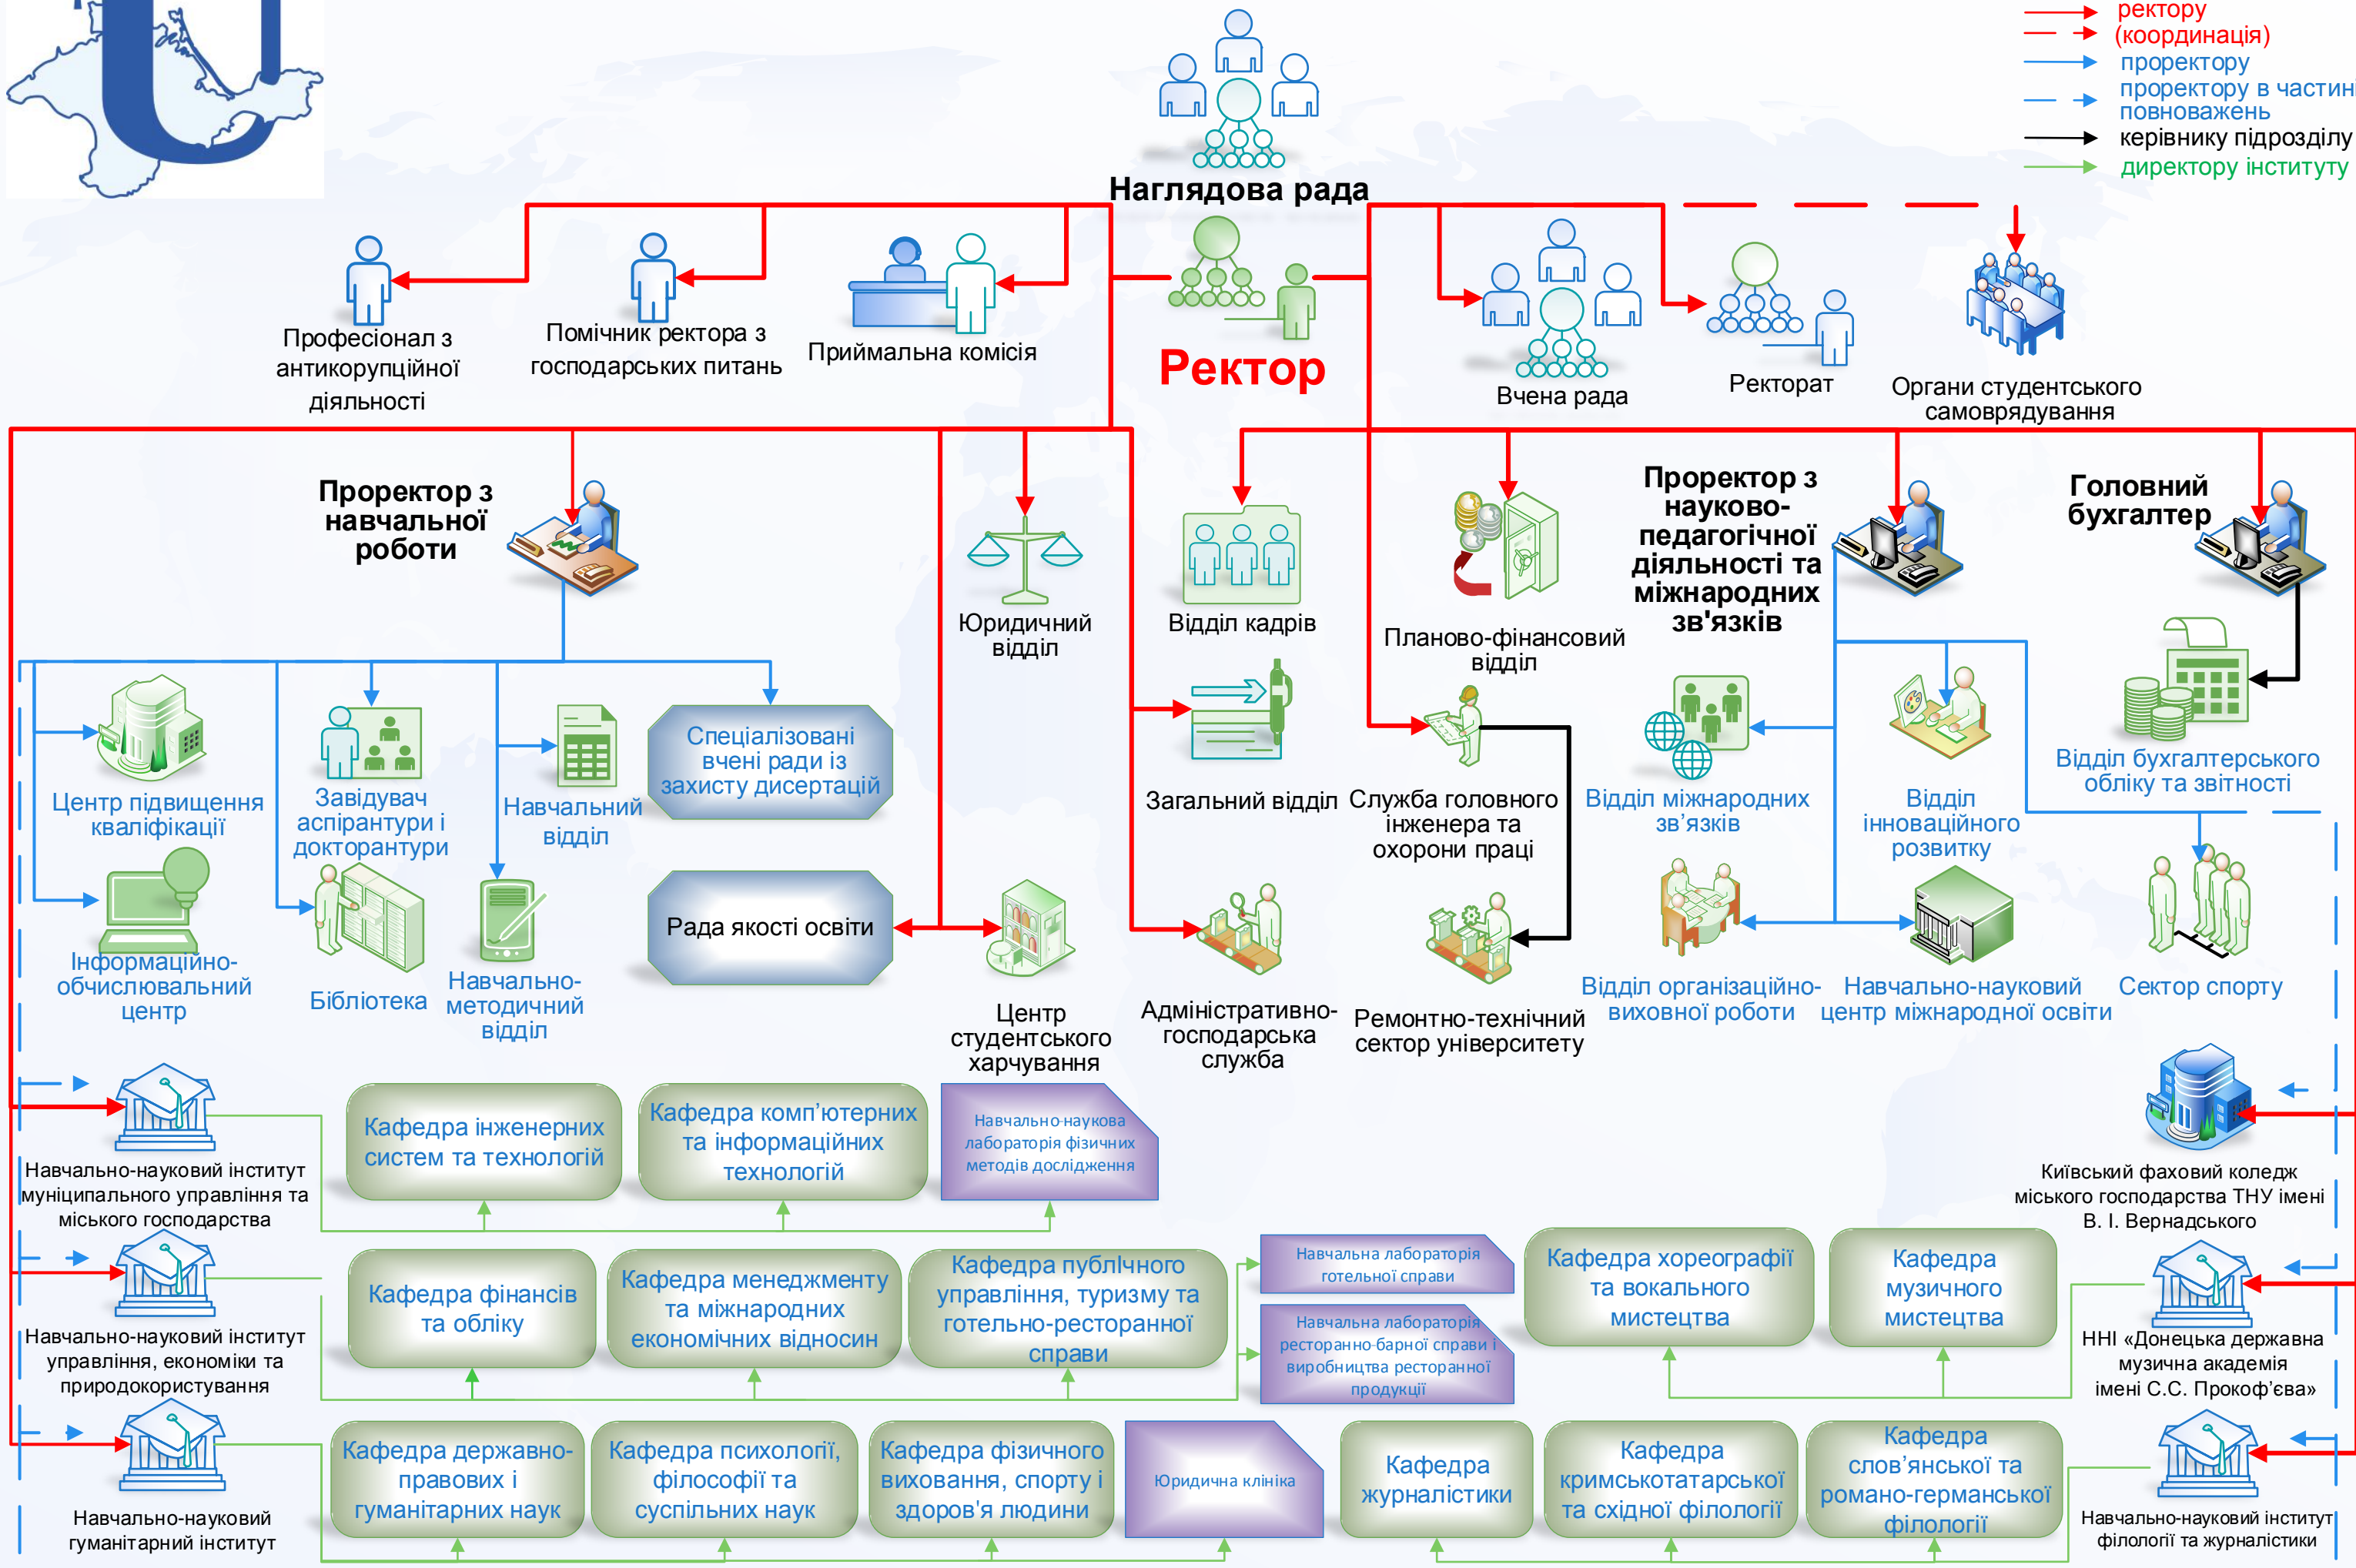 ректору
(координація)
проректору
проректору в частині
повноважень
керівнику підрозділу
директору інституту
Наглядова рада
Професіонал з
антикорупційної
діяльності
Помічник ректора з
господарських питань
Приймальна комісія
Ректор
Вчена рада
Ректорат
Органи студентського
самоврядування
Проректор з
навчальної
роботи
Юридичний
відділ
Відділ кадрів
Планово-фінансовий
відділ
Проректор з
науково-
педагогічної
діяльності та
міжнародних
зв'язків
Головний
бухгалтер
Центр підвищення
кваліфікації
Завідувач
аспірантури і
докторантури
Навчальний
відділ
Спеціалізовані
вчені ради із
захисту дисертацій
Загальний відділ
Служба головного
інженера та
охорони праці
Відділ міжнародних
зв’язків
Відділ
інноваційного
розвитку
Відділ бухгалтерського
обліку та звітності
Інформаційно-
обчислювальний
центр
Бібліотека
Навчально-
методичний
відділ
Рада якості освіти
Центр
студентського
харчування
Адміністративно-
господарська
служба
Ремонтно-технічний
сектор університету
Відділ організаційно-
виховної роботи
Навчально-науковий
центр міжнародної освіти
Сектор спорту
Навчально-науковий інститут
муніципального управління та
міського господарства
Кафедра інженерних
систем та технологій
Кафедра комп’ютерних
та інформаційних
технологій
Навчально-наукова
лабораторія фізичних
методів дослідження
Київський фаховий коледж
міського господарства ТНУ імені
В. І. Вернадського
Навчально-науковий інститут
управління, економіки та
природокористування
Кафедра фінансів
та обліку
Кафедра менеджменту
та міжнародних
економічних відносин
Кафедра публічного
управління, туризму та
готельно-ресторанної
справи
Навчальна лабораторія
готельної справи
Навчальна лабораторія
ресторанно-барної справи і
виробництва ресторанної
продукції
Кафедра хореографії
та вокального
мистецтва
Кафедра
музичного
мистецтва
ННІ «Донецька державна
музична академія
імені С.С. Прокоф’єва»
Навчально-науковий
гуманітарний інститут
Кафедра державно-
правових і
гуманітарних наук
Кафедра психології,
філософії та
суспільних наук
Кафедра фізичного
виховання, спорту і
здоров'я людини
Юридична клініка
Кафедра
журналістики
Кафедра
кримськотатарської
та східної філології
Кафедра
слов’янської та
романо-германської
філології
Навчально-науковий інститут
філології та журналістики